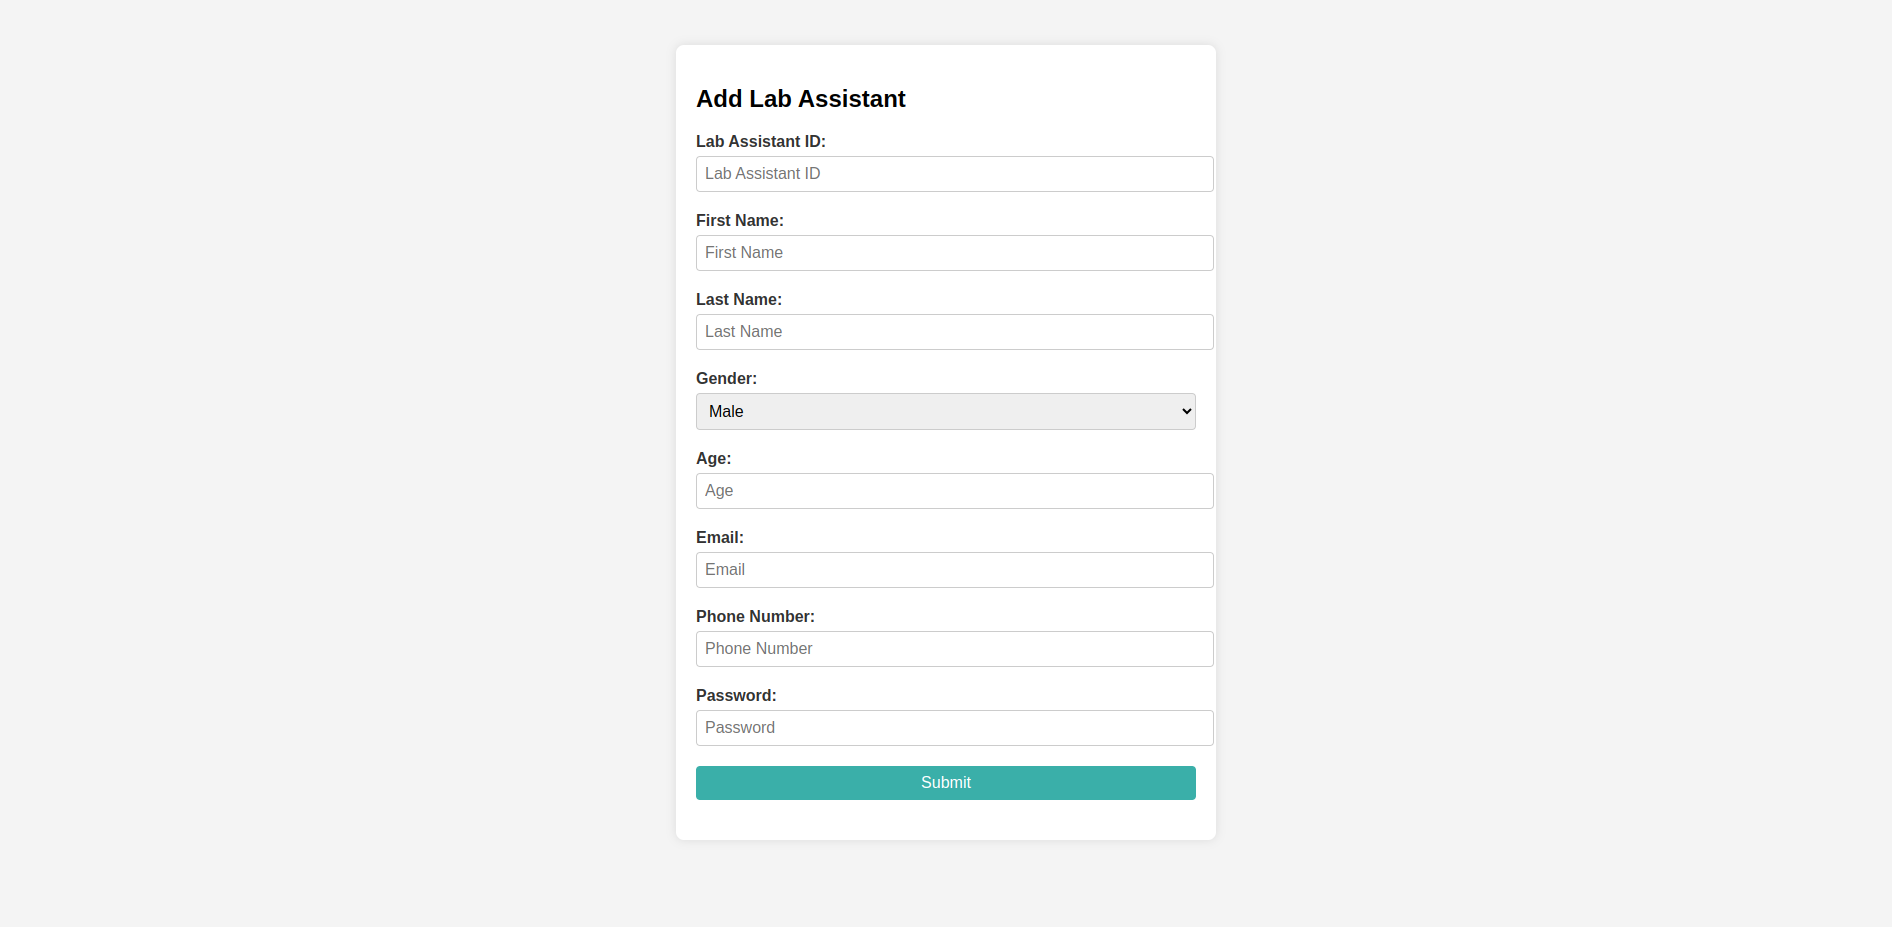 Add Lab Assistant
Lab Assistant ID:
Lab Assistant ID
First Name:
First Name
Last Name:
Last Name
Gender:
Male
Age:
Age
Email:
Email
Phone Number:
Phone Number
Password:
Password
Submit